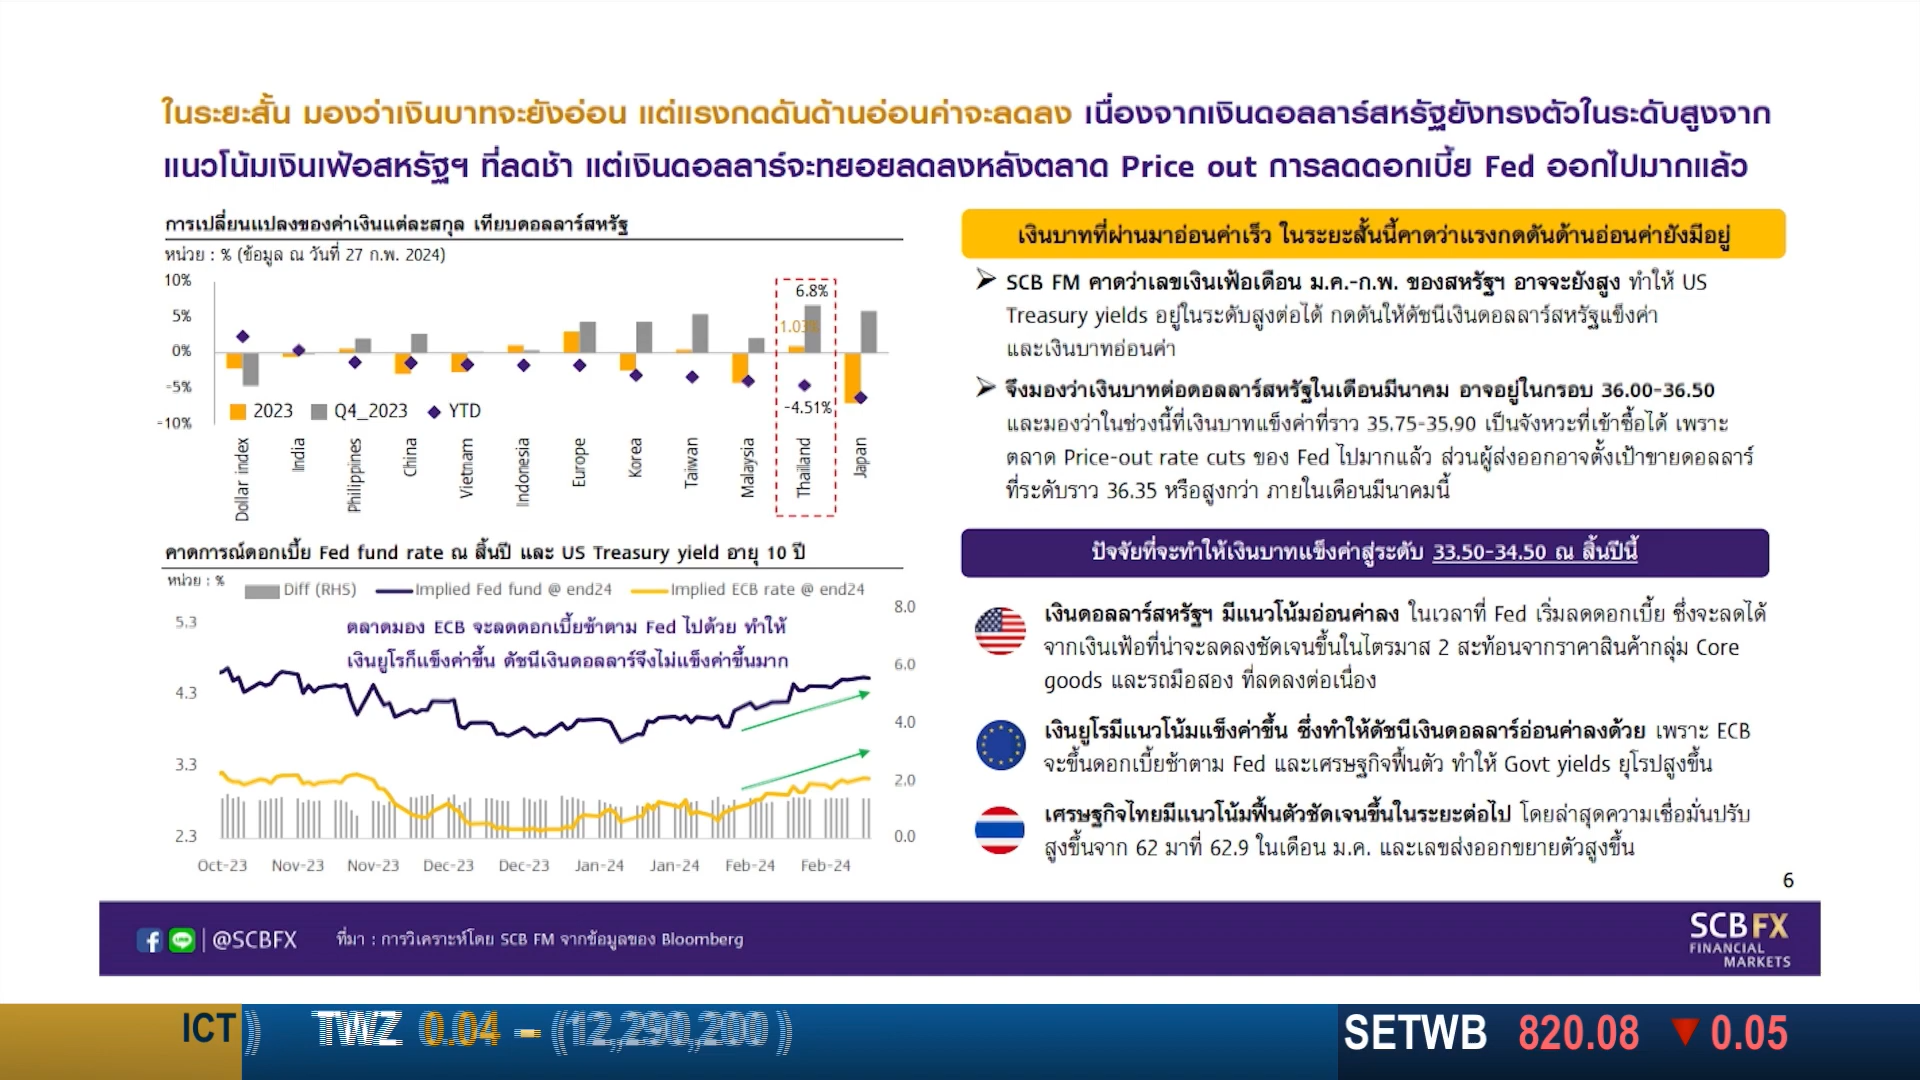 ในระยะสั้น มองว่าเงินบาทจะยังอ่อน แต่แรงกดดันด้านอ่อนค่าจะลดลง เนื่องจากเงินดอลลาร์สหรัฐยังทรงตัวในระดับสูงจาก
แนวโน้มเงินเฟ้อสหรัฐฯ ที่ลดช้า แต่เงินดอลลาร์จะทยอยลดลงหลังตลาด Price out การลดดอกเบี้ย Fed ออกไปมากแล้ว
การเปลี่ยนแปลงของค่าเงินแต่ละสกุล เทียบดอลลาร์สหรัฐ
หน่วย : % (ข้อมูล ณ วันที่ 27 ก.พ. 2024)
10%
5%
0%
-5%
-10%
6.8%
1.03%
-4.51%
2023
Q4_2023
YTD
Dollar index
India
Philippines
China
Vietnam
Indonesia
Europe
Korea
Taiwan
Malaysia
Thailand
Japan
คาดการณ์ดอกเบี้ย Fed fund rate ณ สิ้นปี และ US Treasury yield อายุ 10 ปี
หน่วย : %
Diff (RHS)
Implied Fed fund @ end24
Implied ECB rate @ end24
ตลาดมอง ECB จะลดดอกเบี้ยช้าตาม Fed ไปด้วย ทำให้
เงินยูโรก็แข็งค่าขึ้น ดัชนีเงินดอลลาร์จึงไม่แข็งค่าขึ้นมาก
5.3
4.3
3.3
2.3
8.0
6.0
4.0
2.0
0.0
Oct-23 Nov-23 Nov-23 Dec-23 Dec-23 Jan-24 Jan-24 Feb-24 Feb-24
เงินบาทที่ผ่านมาอ่อนค่าเร็ว ในระยะสั้นนี้คาดว่าแรงกดดันด้านอ่อนค่ายังมีอยู่
SCB FM คาดว่าเลขเงินเฟ้อเดือน ม.ค.-ก.พ. ของสหรัฐฯ อาจจะยังสูง ทำให้ US
Treasury yields อยู่ในระดับสูงต่อได้ กดดันให้ดัชนีเงินดอลลาร์สหรัฐแข็งค่า
และเงินบาทอ่อนค่า
จึงมองว่าเงินบาทต่อดอลลาร์สหรัฐในเดือนมีนาคม อาจอยู่ในกรอบ 36.00-36.50
และมองว่าในช่วงนี้ที่เงินบาทแข็งค่าที่ราว 35.75-35.90 เป็นจังหวะที่เข้าซื้อได้ เพราะ
ตลาด Price-out rate cuts ของ Fed ไปมากแล้ว ส่วนผู้ส่งออกอาจตั้งเป้าขายดอลลาร์
ที่ระดับราว 36.35 หรือสูงกว่า ภายในเดือนมีนาคมนี้
ปัจจัยที่จะทำให้เงินบาทแข็งค่าสู่ระดับ 33.50-34.50 ณ สิ้นปีนี้
เงินดอลลาร์สหรัฐฯ มีแนวโน้มอ่อนค่าลง ในเวลาที่ Fed เริ่มลดดอกเบี้ย ซึ่งจะลดได้
จากเงินเฟ้อที่น่าจะลดลงชัดเจนขึ้นในไตรมาส 2 สะท้อนจากราคาสินค้ากลุ่ม Core
goods และรถมือสอง ที่ลดลงต่อเนื่อง
เงินยูโรมีแนวโน้มแข็งค่าขึ้น ซึ่งทำให้ดัชนีเงินดอลลาร์อ่อนค่าลงด้วย เพราะ ECB
จะขึ้นดอกเบี้ยช้าตาม Fed และเศรษฐกิจฟื้นตัว ทำให้ Govt yields ยุโรปสูงขึ้น
เศรษฐกิจไทยมีแนวโน้มฟื้นตัวชัดเจนขึ้นในระยะต่อไป โดยล่าสุดความเชื่อมั่นปรับ
สูงขึ้นจาก 62 มาที่ 62.9 ในเดือน ม.ค. และเลขส่งออกขยายตัวสูงขึ้น
6
@SCBFX
ที่มา : การวิเคราะห์โดย SCB FM จากข้อมูลของ Bloomberg
SCB FX
FINANCIAL
MARKETS
ICT TWZ 0.04 – (12,290,200) SETWB 820.08 ▼ 0.05